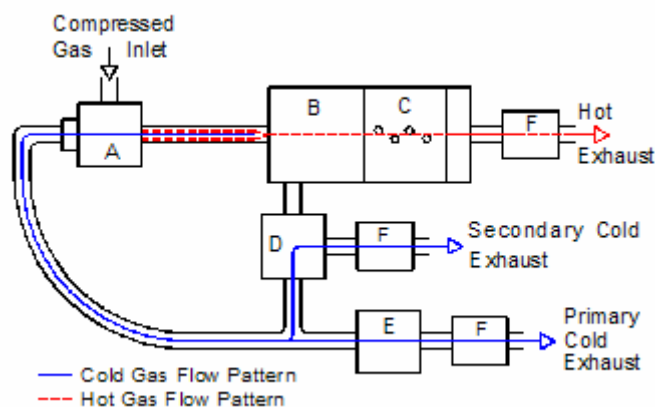 Compressed
Gas Inlet
A
B
C
F
Hot
Exhaust
D
F
Secondary Cold
Exhaust
E
F
Primary
Cold
Exhaust
Cold Gas Flow Pattern
Hot Gas Flow Pattern